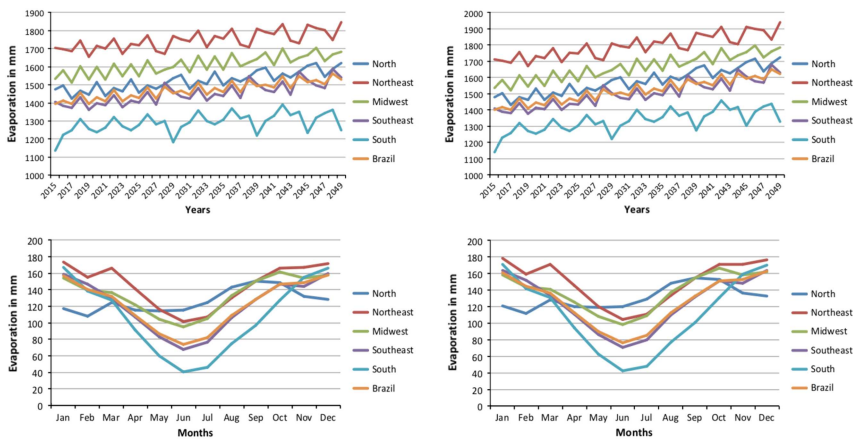 1900
1800
1700
1600
1500
1400
1300
1200
1100
1000
Evaporation in mm
2015
2017
2019
2021
2023
2025
2027
2029
2031
2033
2035
2037
2039
2041
2043
2045
2047
2049
Years
North
Northeast
Midwest
Southeast
South
Brazil
2000
1900
1800
1700
1600
1500
1400
1300
1200
1100
1000
Evaporation in mm
2015
2017
2019
2021
2023
2025
2027
2029
2031
2033
2035
2037
2039
2041
2043
2045
2047
2049
Years
North
Northeast
Midwest
Southeast
South
Brazil
200
180
160
140
120
100
80
60
40
20
0
Evaporation in mm
Jan Feb Mar Apr May Jun Jul Aug Sep Oct Nov Dec
Months
North
Northeast
Midwest
Southeast
South
Brazil
200
180
160
140
120
100
80
60
40
20
0
Evaporation in mm
Jan Feb Mar Apr May Jun Jul Aug Sep Oct Nov Dec
Months
North
Northeast
Midwest
Southeast
South
Brazil